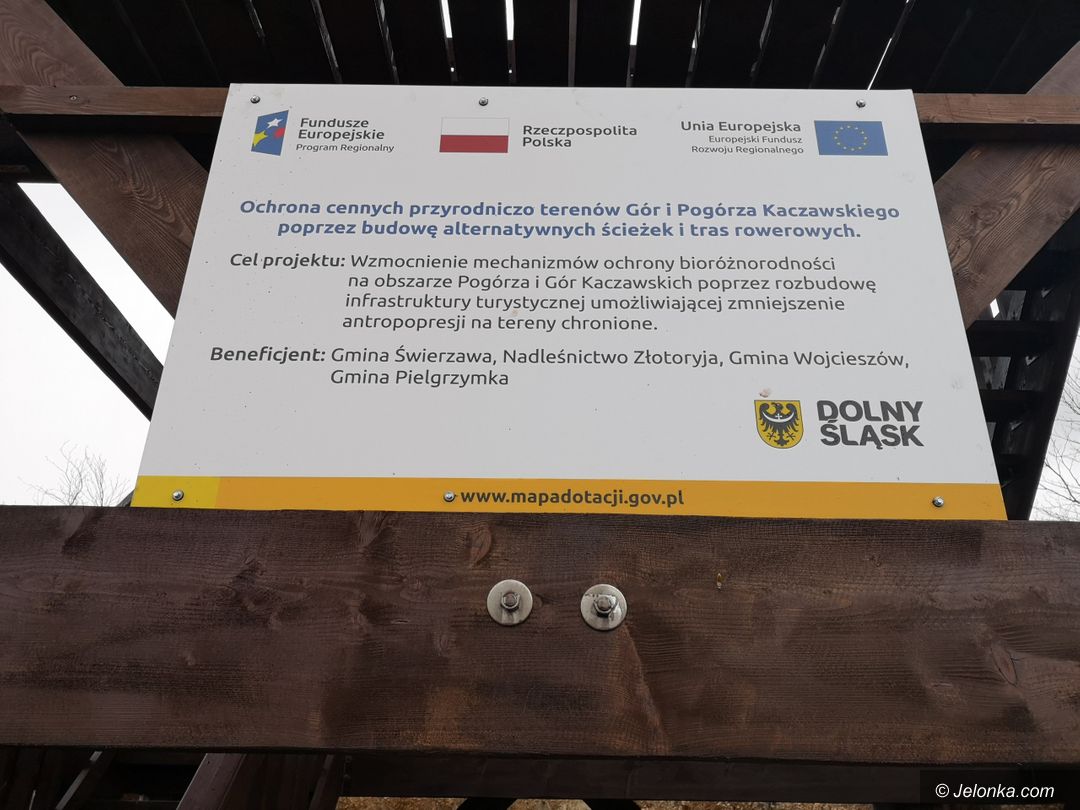 Fundusze
Europejskie
Program Regionalny
Rzeczpospolita
Polska
Unia Europejska
Europejski Fundusz
Rozwoju Regionalnego
Ochrona cennych przyrodniczo terenów Gór i Pogórza Kaczawskiego
poprzez budowę alternatywnych ścieżek i tras rowerowych.
Cel projektu: Wzmocnienie mechanizmów ochrony bioróżnorodności
na obszarze Pogórza i Gór Kaczawskich poprzez rozbudowę
infrastruktury turystycznej umożliwiającej zmniejszenie
antropopresji na tereny chronione.
Beneficjent: Gmina Świerzawa, Nadleśnictwo Złotoryja, Gmina Wojcieszów,
Gmina Pielgrzymka
DOLNY
ŚLĄSK
www.mapadotacji.gov.pl
© Jelonka.com